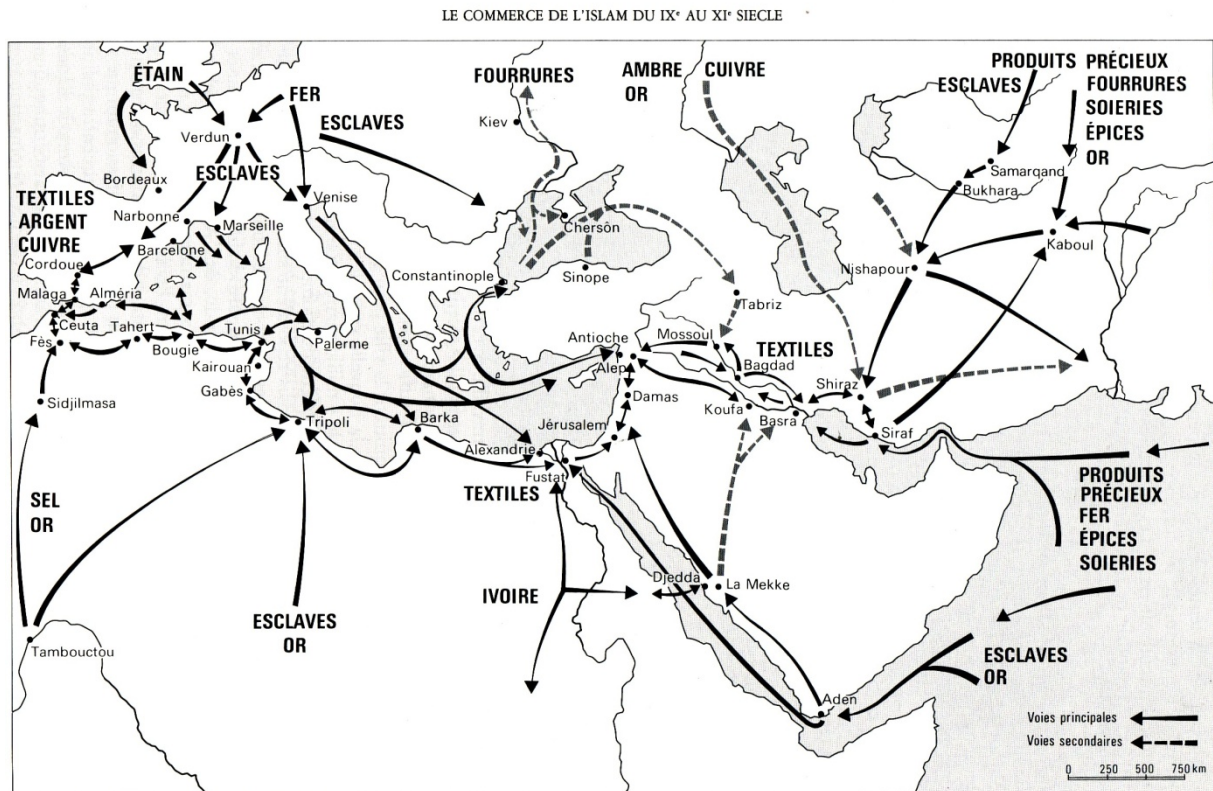 LE COMMERCE DE L'ISLAM DU IXe AU XIe SIECLE
ÉTAIN
FER
Verdun
ESCLAVES
ESCLAVES
Bordeaux
Venise
TEXTILES
ARGENT
CUIVRE
Narbonne
Marseille
Barcelone
Cordoue
Malaga
Alméria
Ceuta
Fès
Tahert
Bougie
Tunis
Palerme
Kairouan
Gabès
Sidjilmasa
Tripoli
Barka
FOURRURES
Kiev
Chersôn
Constantinople
Sinope
AMBRE
OR
CUIVRE
Tabriz
Antioche
Mossoul
Alep
Bagdad
TEXTILES
Damas
Koufa
Basra
Shiraz
Siraf
Jérusalem
Alexandrie
Fustat
TEXTILES
PRODUITS
ESCLAVES
PRÉCIEUX
FOURRURES
SOIERIES
ÉPICES
OR
Samarqand
Bukhara
Kaboul
Nishapour
SEL
OR
Tambouctou
ESCLAVES
OR
IVOIRE
Djedda
La Mekke
Aden
PRODUITS
PRÉCIEUX
FER
ÉPICES
SOIERIES
ESCLAVES
OR
Voies principales
Voies secondaires
0 250 500 750 km